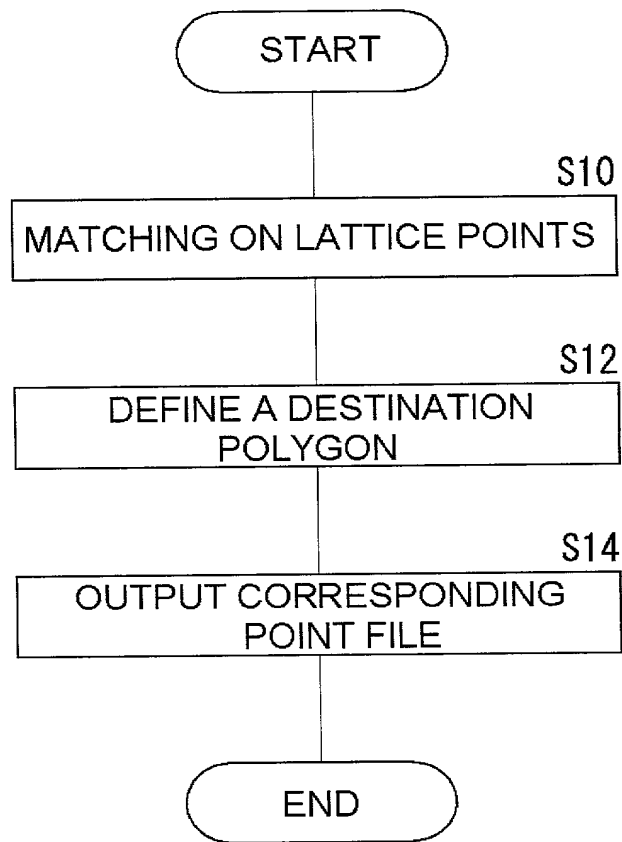 START
S10
MATCHING ON LATTICE POINTS
S12
DEFINE A DESTINATION
POLYGON
S14
OUTPUT CORRESPONDING
POINT FILE
END